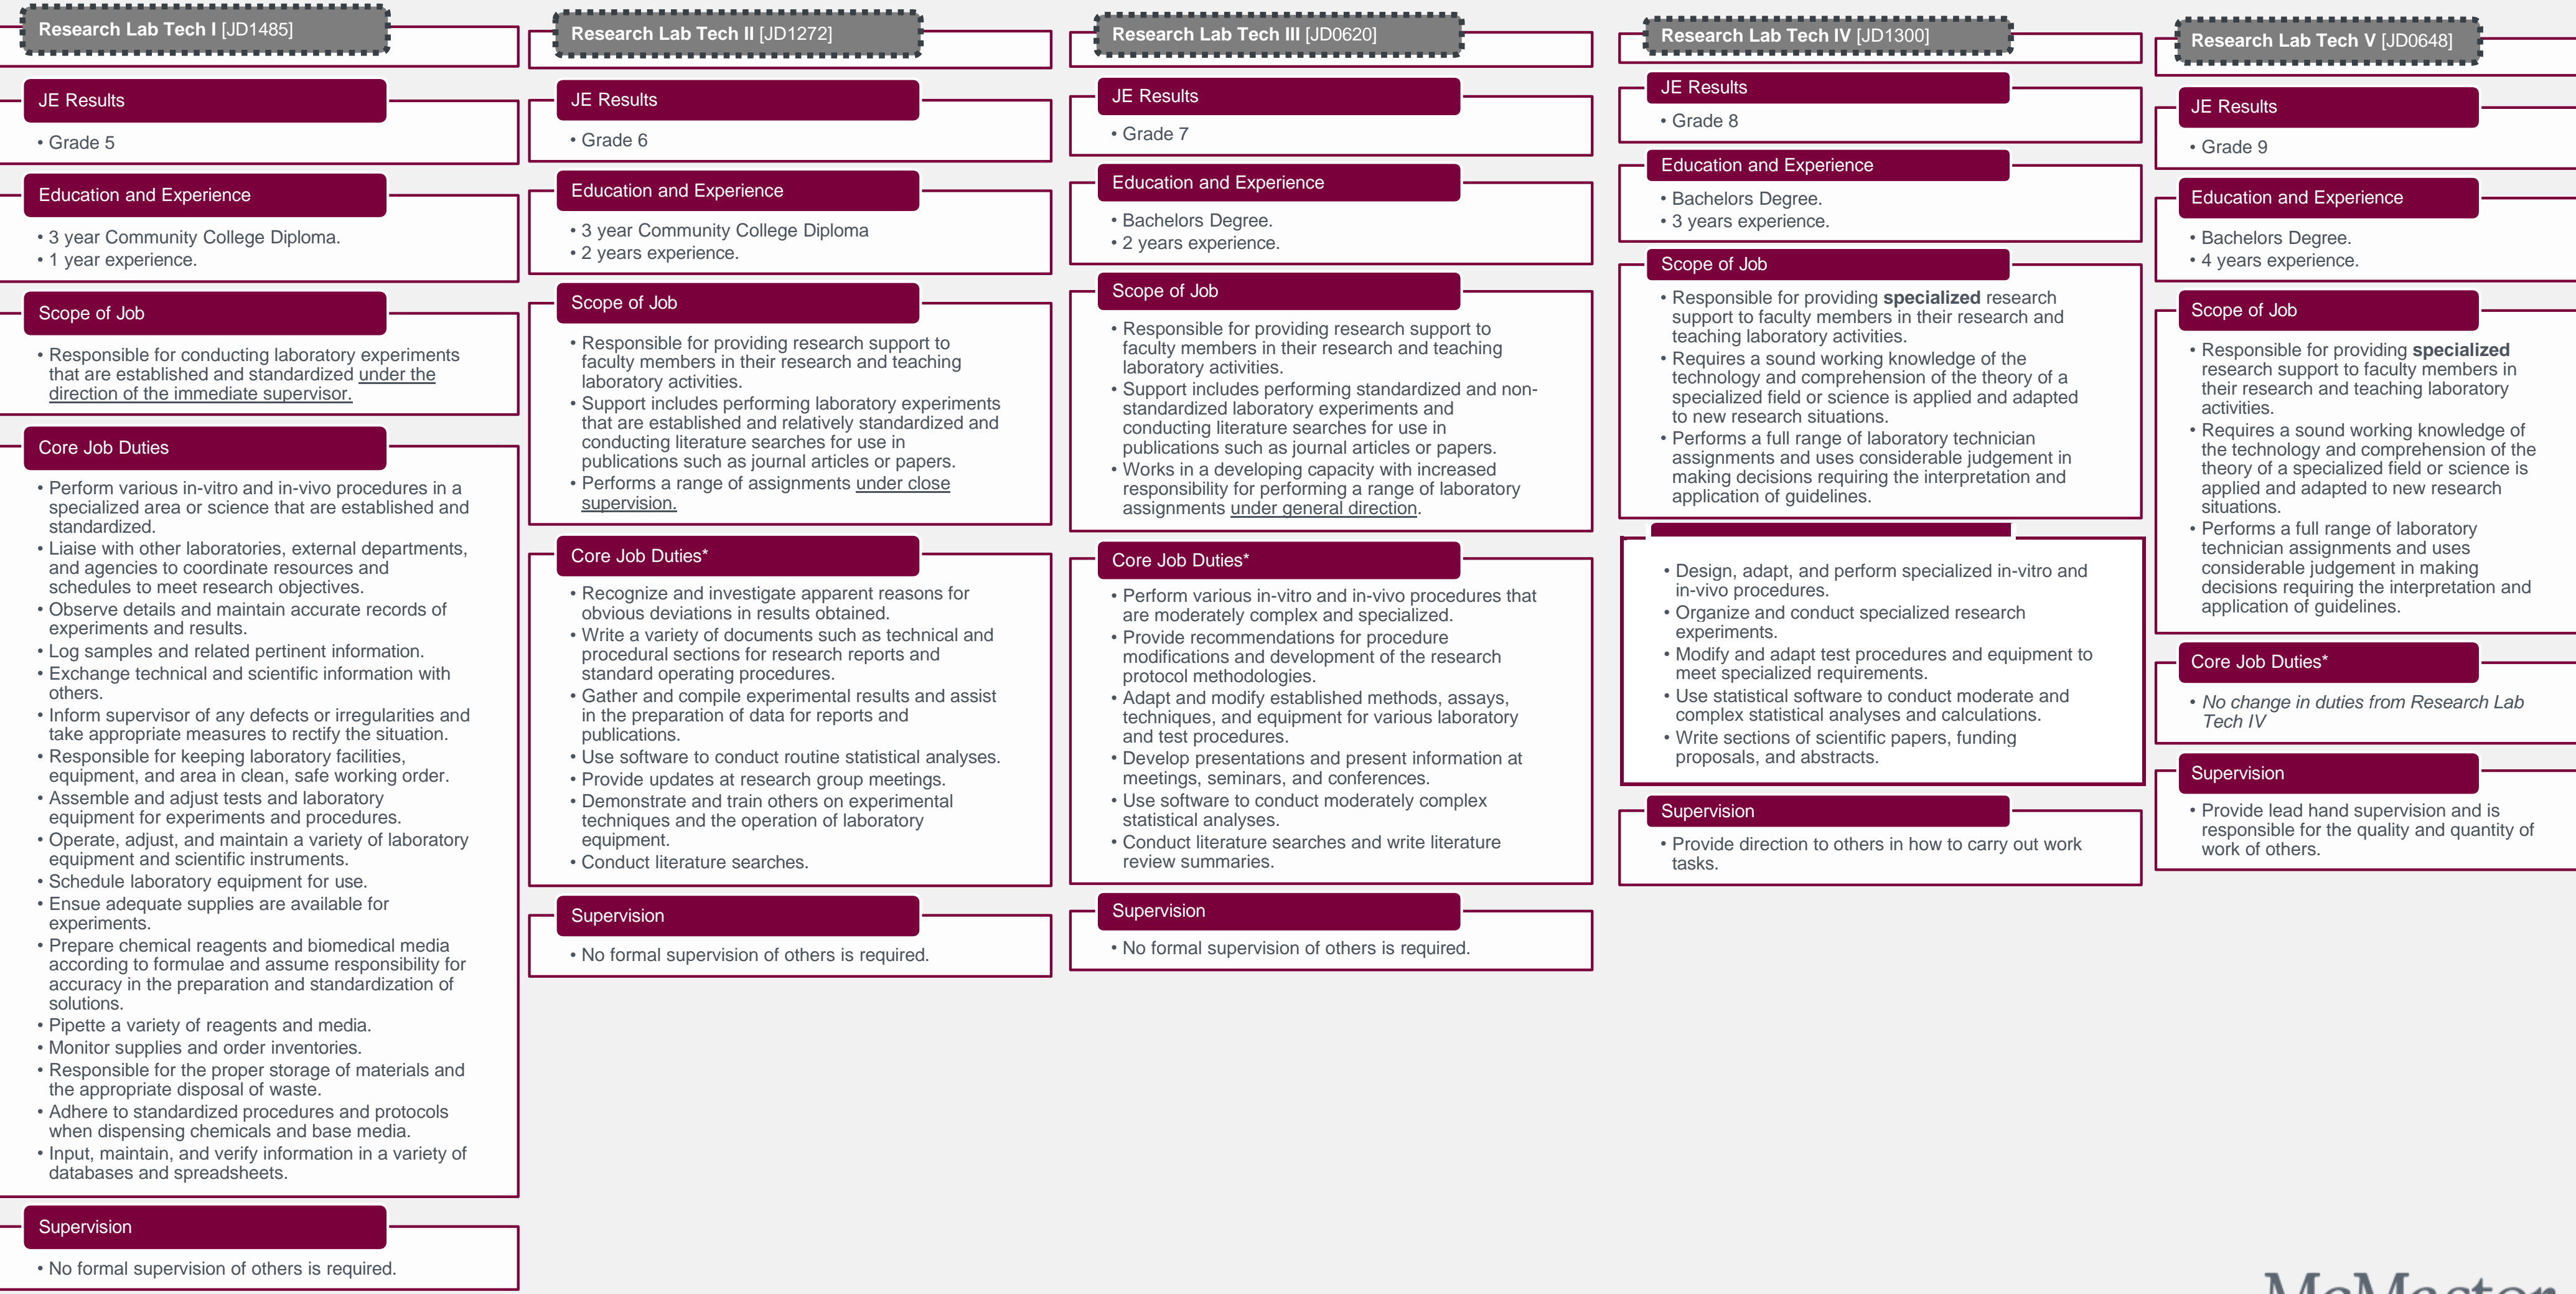 Research Lab Tech I [JD1485]
JE Results
• Grade 5
Education and Experience
• 3 year Community College Diploma.
• 1 year experience.
Scope of Job
• Responsible for conducting laboratory experiments
that are established and standardized under the
direction of the immediate supervisor.
Core Job Duties
• Perform various in-vitro and in-vivo procedures in a
specialized area or science that are established and
standardized.
• Liaise with other laboratories, external departments,
and agencies to coordinate resources and
schedules to meet research objectives.
• Observe details and maintain accurate records of
experiments and results.
• Log samples and related pertinent information.
• Exchange technical and scientific information with
others.
• Inform supervisor of any defects or irregularities and
take appropriate measures to rectify the situation.
• Responsible for keeping laboratory facilities,
equipment, and area in clean, safe working order.
• Assemble and adjust tests and laboratory
equipment for experiments and procedures.
• Operate, adjust, and maintain a variety of laboratory
equipment and scientific instruments.
• Schedule laboratory equipment for use.
• Ensue adequate supplies are available for
experiments.
• Prepare chemical reagents and biomedical media
according to formulae and assume responsibility for
accuracy in the preparation and standardization of
solutions.
• Pipette a variety of reagents and media.
• Monitor supplies and order inventories.
• Responsible for the proper storage of materials and
the appropriate disposal of waste.
• Adhere to standardized procedures and protocols
when dispensing chemicals and base media.
• Input, maintain, and verify information in a variety of
databases and spreadsheets.
Supervision
• No formal supervision of others is required.
Research Lab Tech II [JD1272]
JE Results
• Grade 6
Education and Experience
• 3 year Community College Diploma
• 2 years experience.
Scope of Job
• Responsible for providing research support to
faculty members in their research and teaching
laboratory activities.
• Support includes performing laboratory experiments
that are established and relatively standardized and
conducting literature searches for use in
publications such as journal articles or papers.
• Performs a range of assignments under close
supervision.
Core Job Duties*
• Recognize and investigate apparent reasons for
obvious deviations in results obtained.
• Write a variety of documents such as technical and
procedural sections for research reports and
standard operating procedures.
• Gather and compile experimental results and assist
in the preparation of data for reports and
publications.
• Use software to conduct routine statistical analyses.
• Provide updates at research group meetings.
• Demonstrate and train others on experimental
techniques and the operation of laboratory
equipment.
• Conduct literature searches.
Supervision
• No formal supervision of others is required.
Research Lab Tech III [JD0620]
JE Results
• Grade 7
Education and Experience
• Bachelors Degree.
• 2 years experience.
Scope of Job
• Responsible for providing research support to
faculty members in their research and teaching
laboratory activities.
• Support includes performing standardized and non-
standardized laboratory experiments and
conducting literature searches for use in
publications such as journal articles or papers.
• Works in a developing capacity with increased
responsibility for performing a range of laboratory
assignments under general direction.
Core Job Duties*
• Perform various in-vitro and in-vivo procedures that
are moderately complex and specialized.
• Provide recommendations for procedure
modifications and development of the research
protocol methodologies.
• Adapt and modify established methods, assays,
techniques, and equipment for various laboratory
and test procedures.
• Develop presentations and present information at
meetings, seminars, and conferences.
• Use software to conduct moderately complex
statistical analyses.
• Conduct literature searches and write literature
review summaries.
Supervision
• No formal supervision of others is required.
Research Lab Tech IV [JD1300]
JE Results
• Grade 8
Education and Experience
• Bachelors Degree.
• 3 years experience.
Scope of Job
• Responsible for providing specialized research
support to faculty members in their research and
teaching laboratory activities.
• Requires a sound working knowledge of the
technology and comprehension of the theory of a
specialized field or science is applied and adapted
to new research situations.
• Performs a full range of laboratory technician
assignments and uses considerable judgement in
making decisions requiring the interpretation and
application of guidelines.
• Design, adapt, and perform specialized in-vitro and
in-vivo procedures.
• Organize and conduct specialized research
experiments.
• Modify and adapt test procedures and equipment to
meet specialized requirements.
• Use statistical software to conduct moderate and
complex statistical analyses and calculations.
• Write sections of scientific papers, funding
proposals, and abstracts.
Supervision
• Provide direction to others in how to carry out work
tasks.
Research Lab Tech V [JD0648]
JE Results
• Grade 9
Education and Experience
• Bachelors Degree.
• 4 years experience.
Scope of Job
• Responsible for providing specialized
research support to faculty members in
their research and teaching laboratory
activities.
• Requires a sound working knowledge of
the technology and comprehension of the
theory of a specialized field or science is
applied and adapted to new research
situations.
• Performs a full range of laboratory
technician assignments and uses
considerable judgement in making
decisions requiring the interpretation and
application of guidelines.
Core Job Duties*
• No change in duties from Research Lab
Tech IV
Supervision
• Provide lead hand supervision and is
responsible for the quality and quantity of
work of others.
McMaster